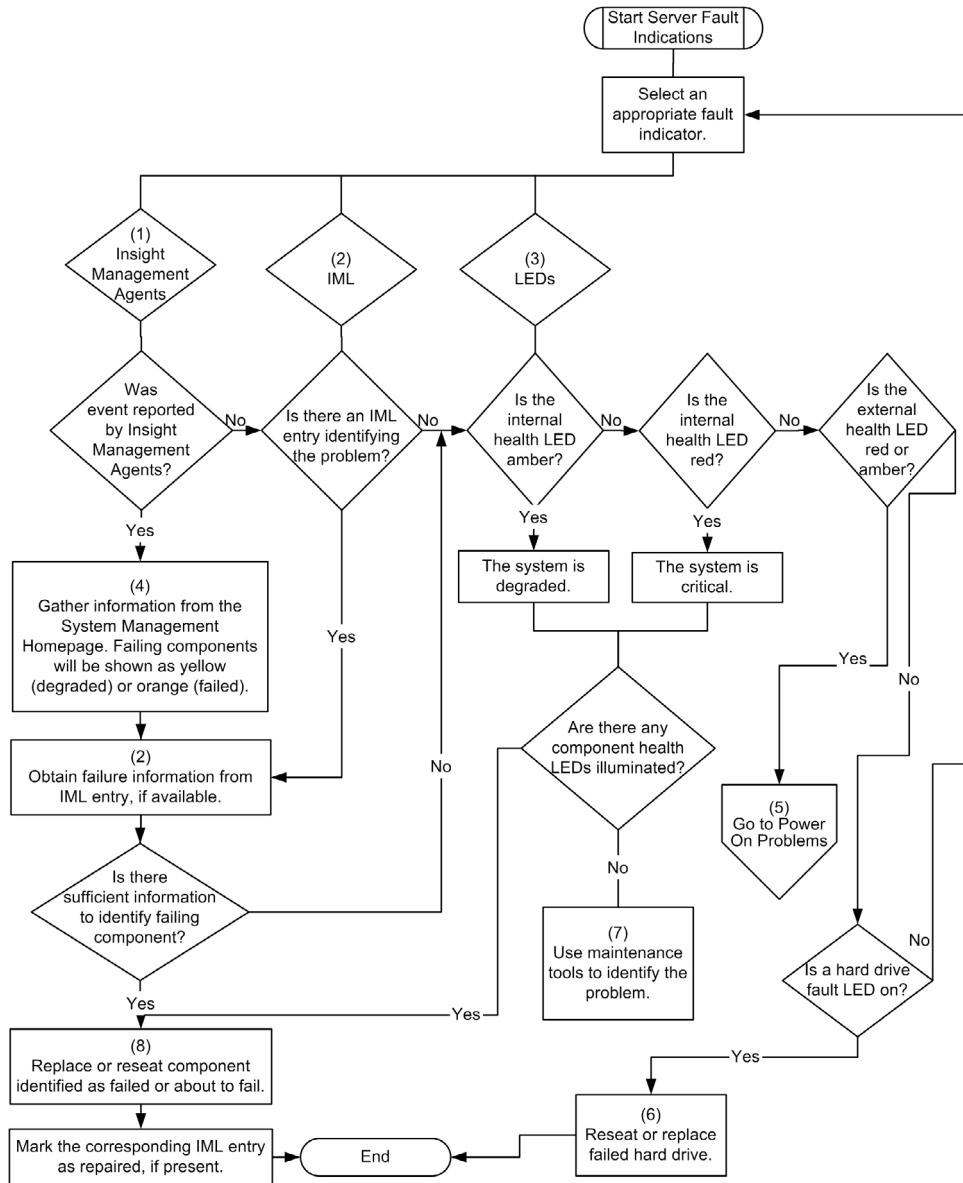 Start Server Fault
Indications
Select an
appropriate fault
indicator.
(1)
Insight
Management
Agents
(2)
IML
(3)
LEDs
Was
event reported
by Insight
Management
Agents?
No
Is there an IML
entry identifying
the problem?
No
Is the
internal
health LED
amber?
No
Is the
internal
health LED
red?
No
Is the
external
health LED
red or
amber?
Yes
Yes
Yes
(4)
Gather information from the
System Management
Homepage. Failing components
will be shown as yellow
(degraded) or orange (failed).
The system is
degraded.
The system is
critical.
Yes
Yes
No
Are there any
component health
LEDs illuminated?
No
(2)
Obtain failure information from
IML entry, if available.
(5)
Go to Power
On Problems
Is there
sufficient information
to identify failing
component?
No
(7)
Use maintenance
tools to identify the
problem.
No
Is a hard drive
fault LED on?
Yes
Yes
Yes
(8)
Replace or reseat component
identified as failed or about to fail.
(6)
Reseat or replace
failed hard drive.
Mark the corresponding IML entry
as repaired, if present.
End